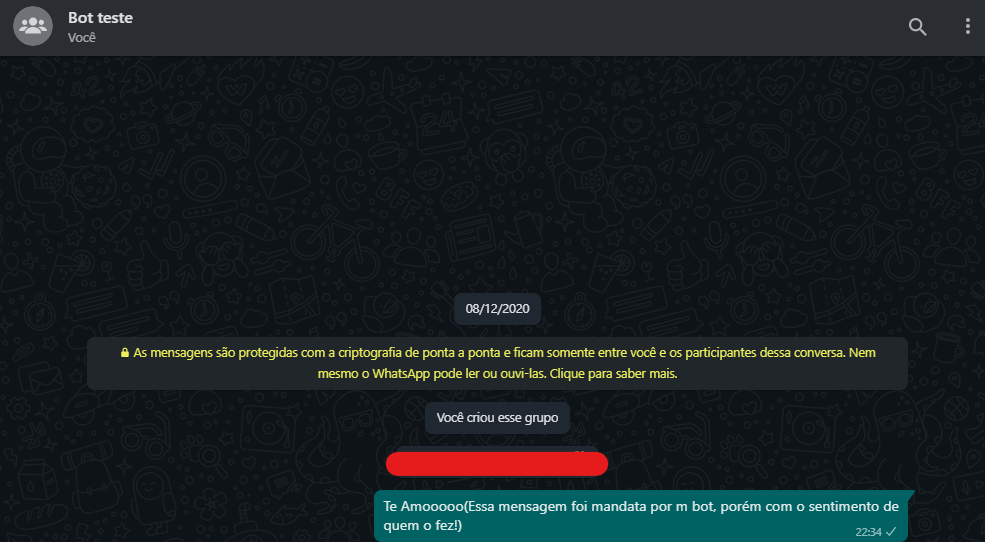 Bot teste
Você
08/12/2020
As mensagens são protegidas com a criptografia de ponta a ponta e ficam somente entre você e os participantes dessa conversa. Nem
mesmo o WhatsApp pode ler ou ouvi-las. Clique para saber mais.
Você criou esse grupo
Te Amooooo(Essa mensagem foi mandata por m bot, porém com o sentimento de
quem o fez!)
22:34